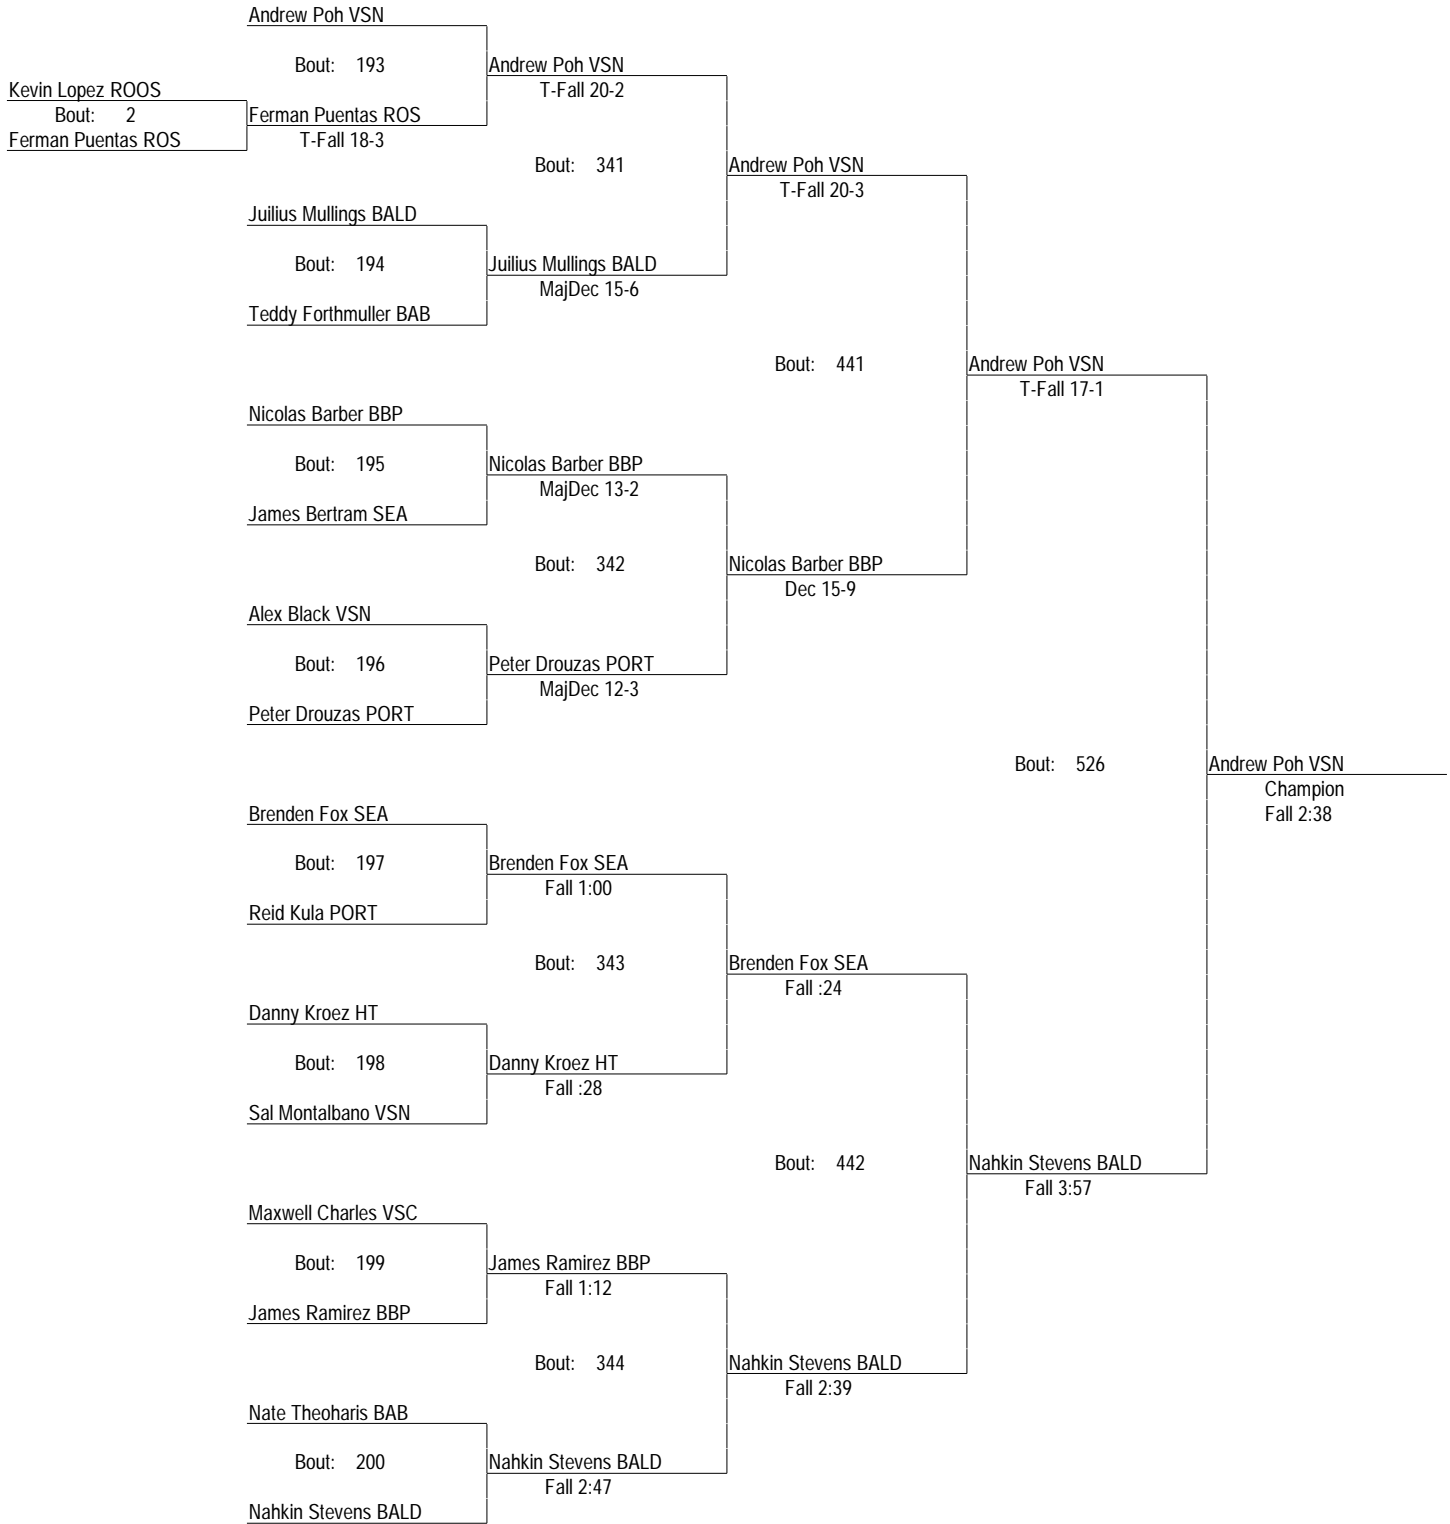 Andrew Poh VSN
Bout: 193
Andrew Poh VSN
Kevin Lopez ROOS
T-Fall 20-2
Bout: 2
Ferman Puentas ROS
Ferman Puentas ROS
T-Fall 18-3
Bout: 341
Andrew Poh VSN
T-Fall 20-3
Juilius Mullings BALD
Bout: 194
Juilius Mullings BALD
MajDec 15-6
Teddy Forthmuller BAB
Bout: 441
Andrew Poh VSN
T-Fall 17-1
Nicolas Barber BBP
Bout: 195
Nicolas Barber BBP
MajDec 13-2
James Bertram SEA
Bout: 342
Nicolas Barber BBP
Dec 15-9
Alex Black VSN
Bout: 196
Peter Drouzas PORT
MajDec 12-3
Peter Drouzas PORT
Bout: 526
Andrew Poh VSN
Champion
Fall 2:38
Brenden Fox SEA
Bout: 197
Brenden Fox SEA
Fall 1:00
Reid Kula PORT
Bout: 343
Brenden Fox SEA
Fall :24
Danny Kroez HT
Bout: 198
Danny Kroez HT
Fall :28
Sal Montalbano VSN
Bout: 442
Nahkin Stevens BALD
Fall 3:57
Maxwell Charles VSC
Bout: 199
James Ramirez BBP
Fall 1:12
James Ramirez BBP
Bout: 344
Nahkin Stevens BALD
Fall 2:39
Nate Theoharis BAB
Bout: 200
Nahkin Stevens BALD
Fall 2:47
Nahkin Stevens BALD